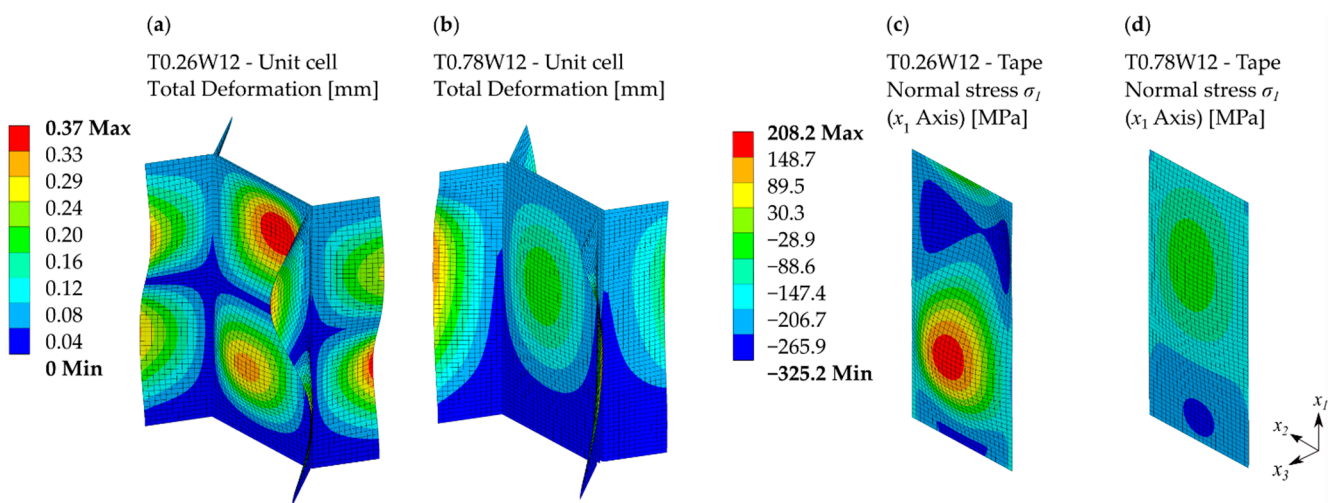 (a)
T0.26W12 - Unit cell
Total Deformation [mm]
(b)
T0.78W12 - Unit cell
Total Deformation [mm]
(c)
T0.26W12 - Tape
Normal stress σ1
(x1 Axis) [MPa]
(d)
T0.78W12 - Tape
Normal stress σ1
(x1 Axis) [MPa]
0.37 Max
0.33
0.29
0.24
0.20
0.16
0.12
0.08
0.04
0 Min
208.2 Max
148.7
89.5
30.3
−28.9
−88.6
−147.4
−206.7
−265.9
−325.2 Min
x1
x2
x3